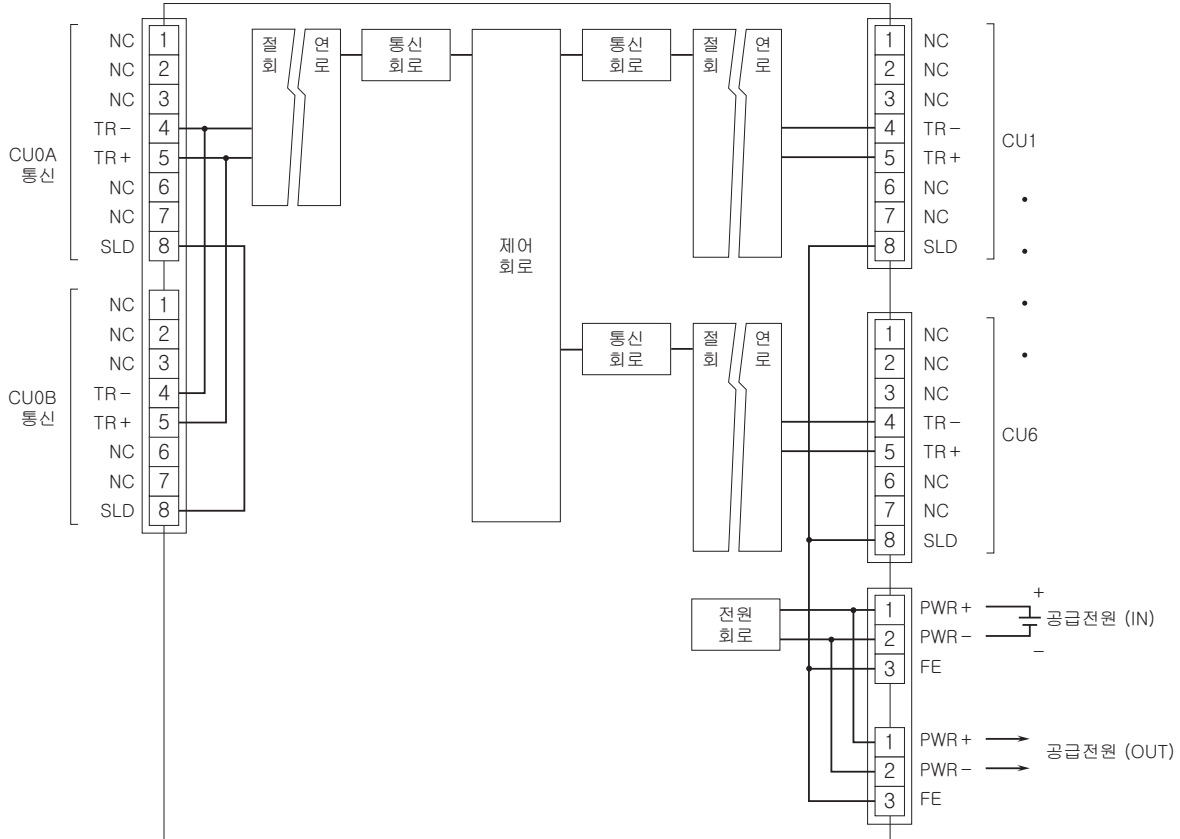 CU0A
통신
NC 1
NC 2
NC 3
TR− 4
TR+ 5
NC 6
NC 7
SLD 8
CU0B
통신
NC 1
NC 2
NC 3
TR− 4
TR+ 5
NC 6
NC 7
SLD 8
절 연
회 로
통신
회로
제어
회로
통신
회로
절 연
회 로
1 NC
2 NC
3 NC
4 TR−
5 TR+
6 NC
7 NC
8 SLD
CU1
통신
회로
절 연
회 로
1 NC
2 NC
3 NC
4 TR−
5 TR+
6 NC
7 NC
8 SLD
CU6
전원
회로
1 PWR+
2 PWR−
3 FE
+
공급전원 (IN)
−
1 PWR+
2 PWR−
3 FE
공급전원 (OUT)